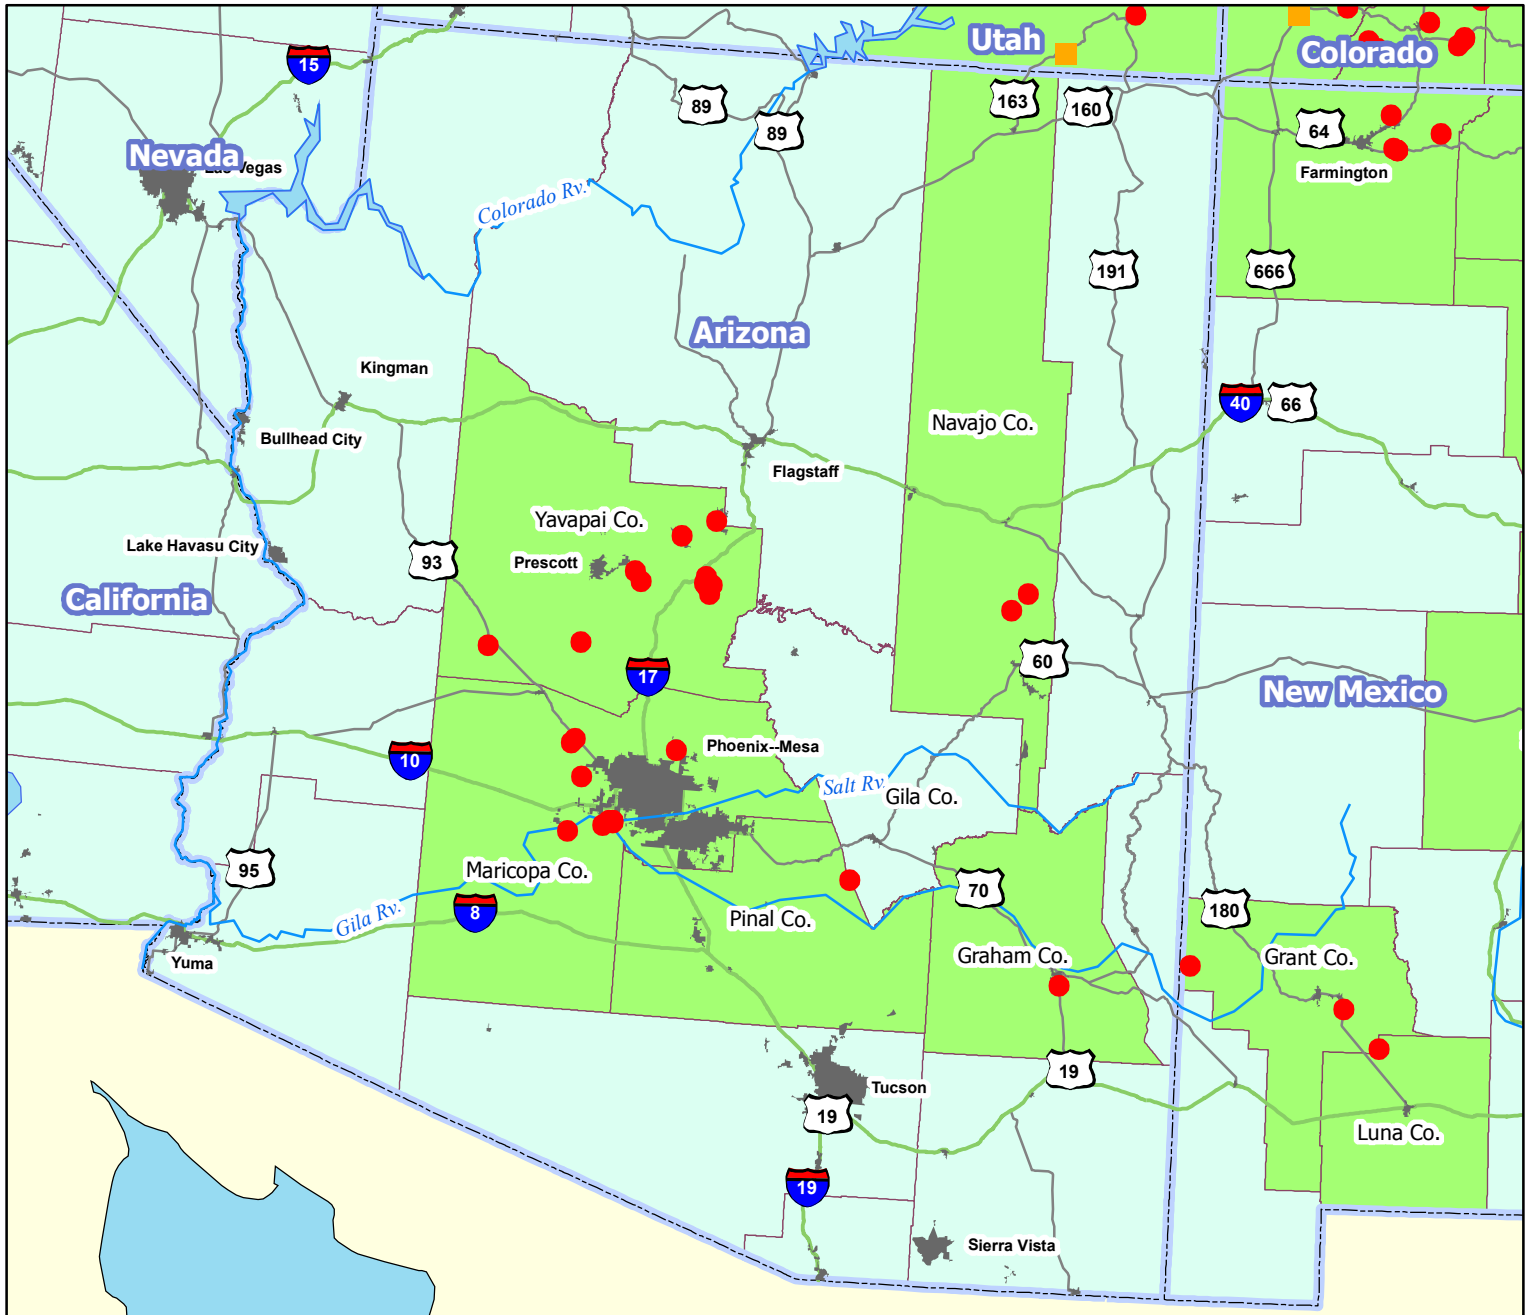 Utah
Colorado
15
89
89
163
160
64
Nevada
Las Vegas
Farmington
Colorado Rv.
191
666
Arizona
Kingman
40
66
Navajo Co.
Bullhead City
Flagstaff
Yavapai Co.
Lake Havasu City
93
Prescott
California
17
60
New Mexico
Phoenix--Mesa
10
Salt Rv.
Gila Co.
95
Maricopa Co.
70
8
Gila Rv.
Pinal Co.
180
Graham Co.
Grant Co.
Yuma
19
Tucson
19
Luna Co.
19
Sierra Vista